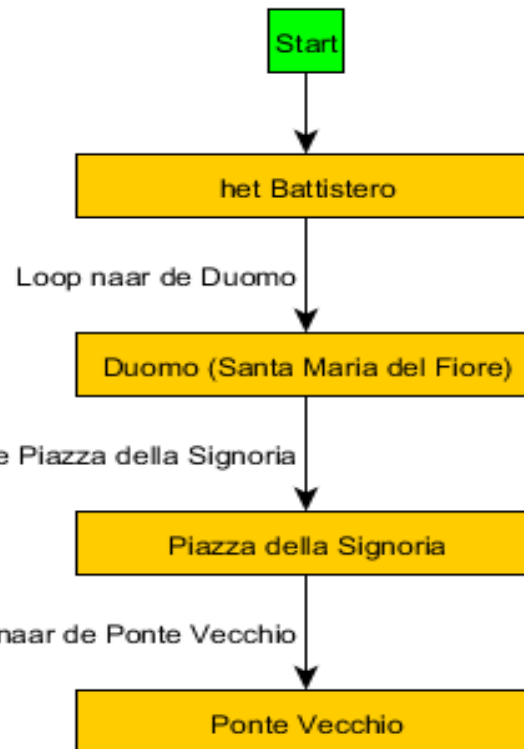 Start
het Battistero
Loop naar de Duomo
Duomo (Santa Maria del Fiore)
e Piazza della Signoria
Piazza della Signoria
naar de Ponte Vecchio
Ponte Vecchio